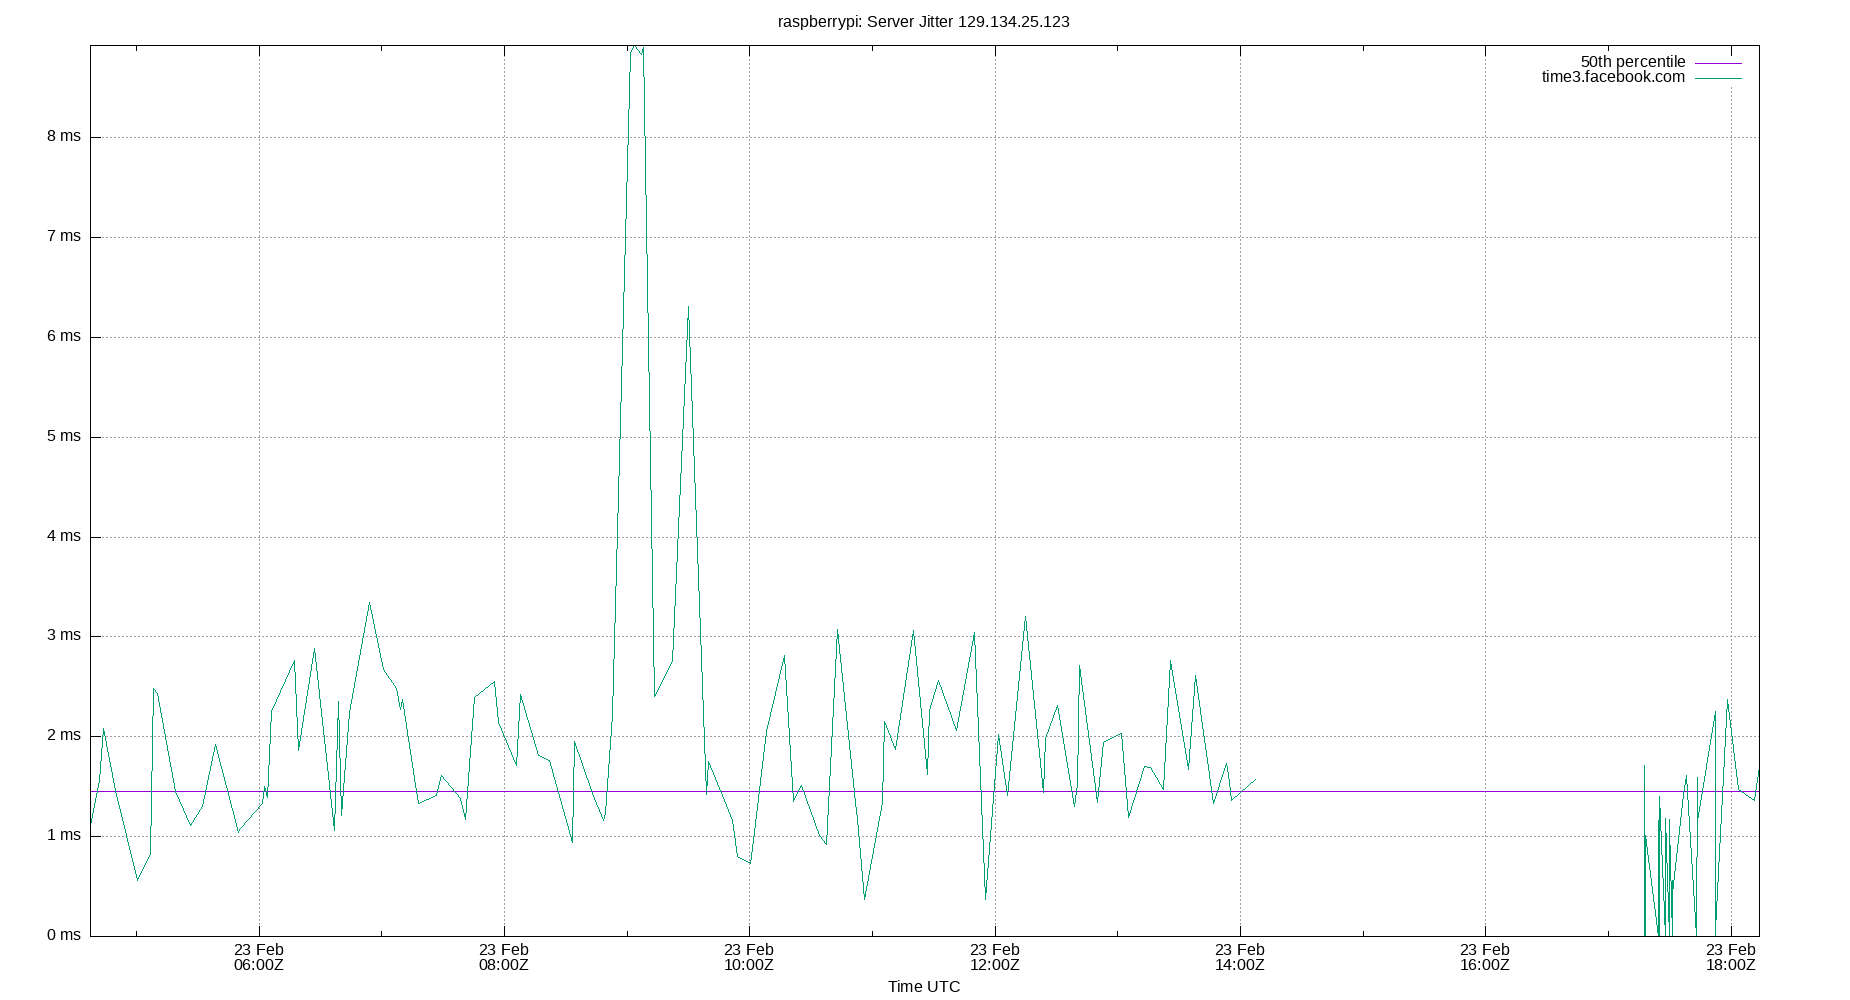 raspberrypi: Server Jitter 129.134.25.123
50th percentile
time3.facebook.com
8 ms
7 ms
6 ms
5 ms
4 ms
3 ms
2 ms
1 ms
0 ms
23 Feb 23 Feb 23 Feb 23 Feb 23 Feb 23 Feb 23 Feb
06:00Z 08:00Z 10:00Z 12:00Z 14:00Z 16:00Z 18:00Z
Time UTC